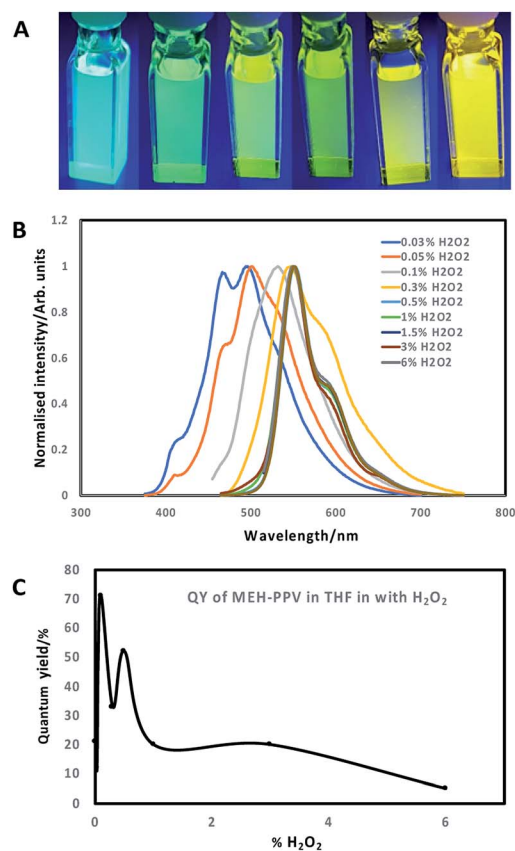 A
B
1.2
1
0.8
0.6
0.4
0.2
0
300
400
500
600
700
800
Normalised intensityy/Arb. units
Wavelength/nm
0.03% H2O2
0.05% H2O2
0.1% H2O2
0.3% H2O2
0.5% H2O2
1% H2O2
1.5% H2O2
3% H2O2
6% H2O2
C
QY of MEH-PPV in THF in with H₂O₂
80
70
60
50
40
30
20
10
0
0
2
4
6
Quantum yield/%
% H₂O₂